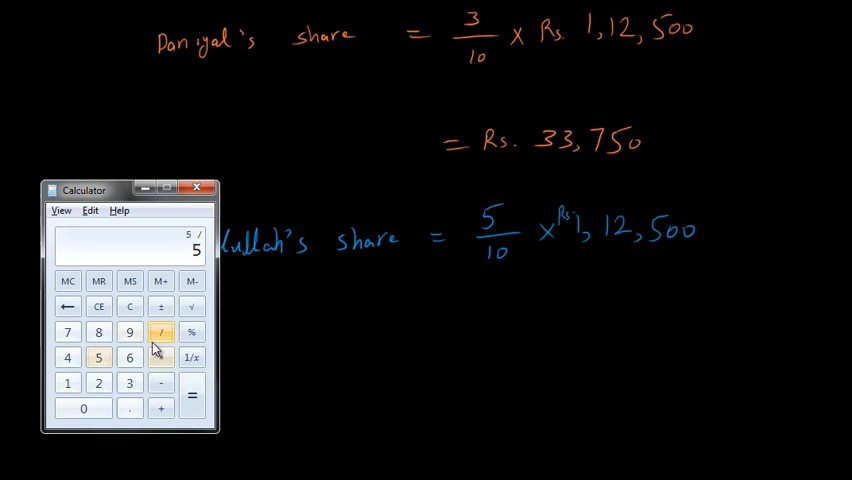 Daniyal's share = 3/10 x Rs. 1,12,500
= Rs. 33,750
Calculator
View Edit Help
5 /
5
MC MR MS M+ M-
← CE C ± √
7 8 9 / %
4 5 6 * 1/x
1 2 3 - =
0 . +
lullah's share = 5/10 x Rs. 1,12,500